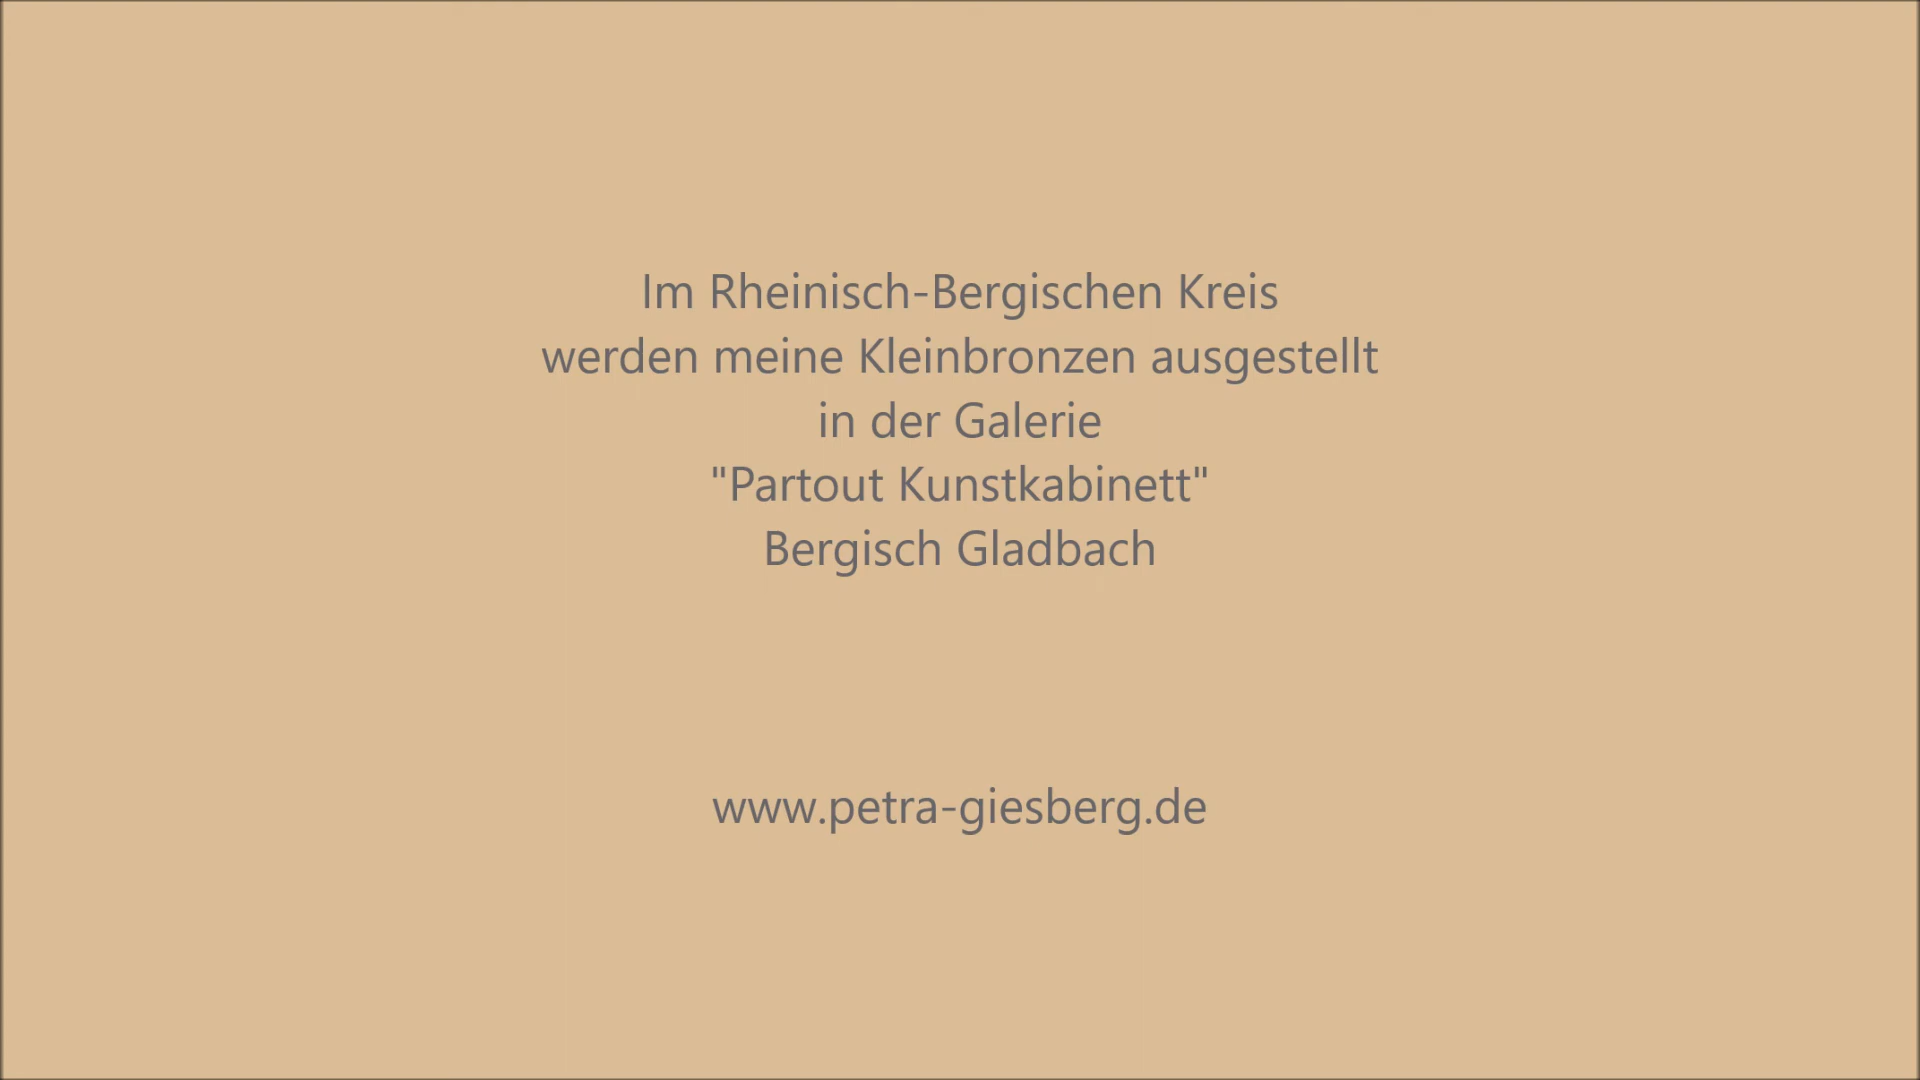 Im Rheinisch-Bergischen Kreis
werden meine Kleinbronzen ausgestellt
in der Galerie
"Partout Kunstkabinett"
Bergisch Gladbach
www.petra-giesberg.de